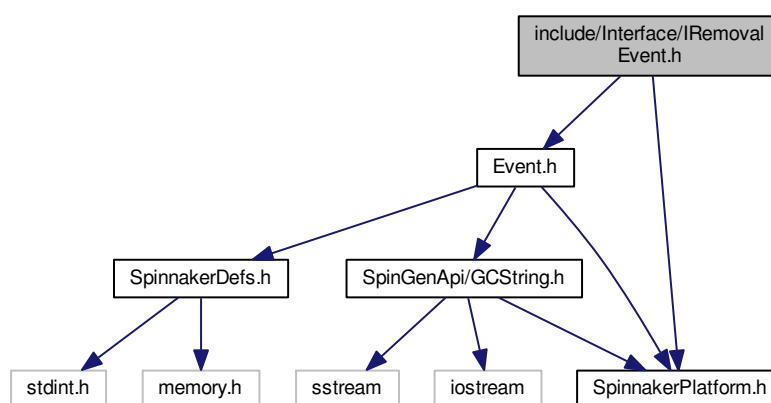 include/Interface/IRemoval
Event.h
Event.h
SpinnakerDefs.h
SpinGenApi/GCString.h
stdint.h
memory.h
sstream
iostream
SpinnakerPlatform.h